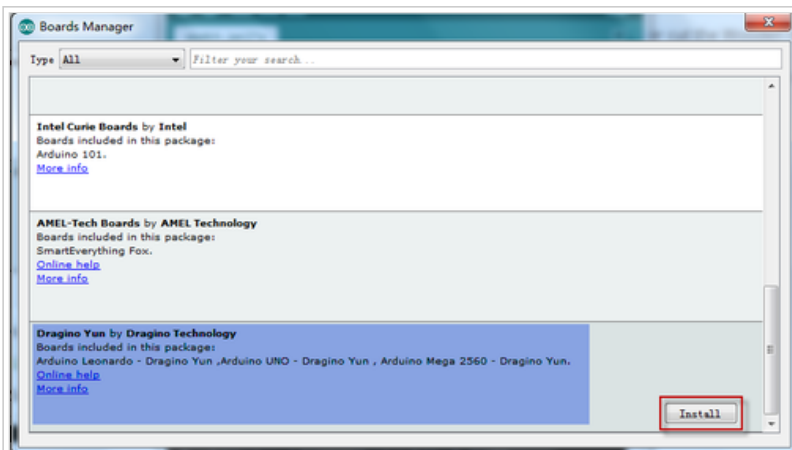 Boards Manager
Type All Filter your search...
Intel Curie Boards by Intel
Boards included in this package:
Arduino 101.
More info
AMEL-Tech Boards by AMEL Technology
Boards included in this package:
SmartEverything Fox.
Online help
More info
Dragino Yun by Dragino Technology
Boards included in this package:
Arduino Leonardo - Dragino Yun ,Arduino UNO - Dragino Yun , Arduino Mega 2560 - Dragino Yun.
Online help
More info
Install